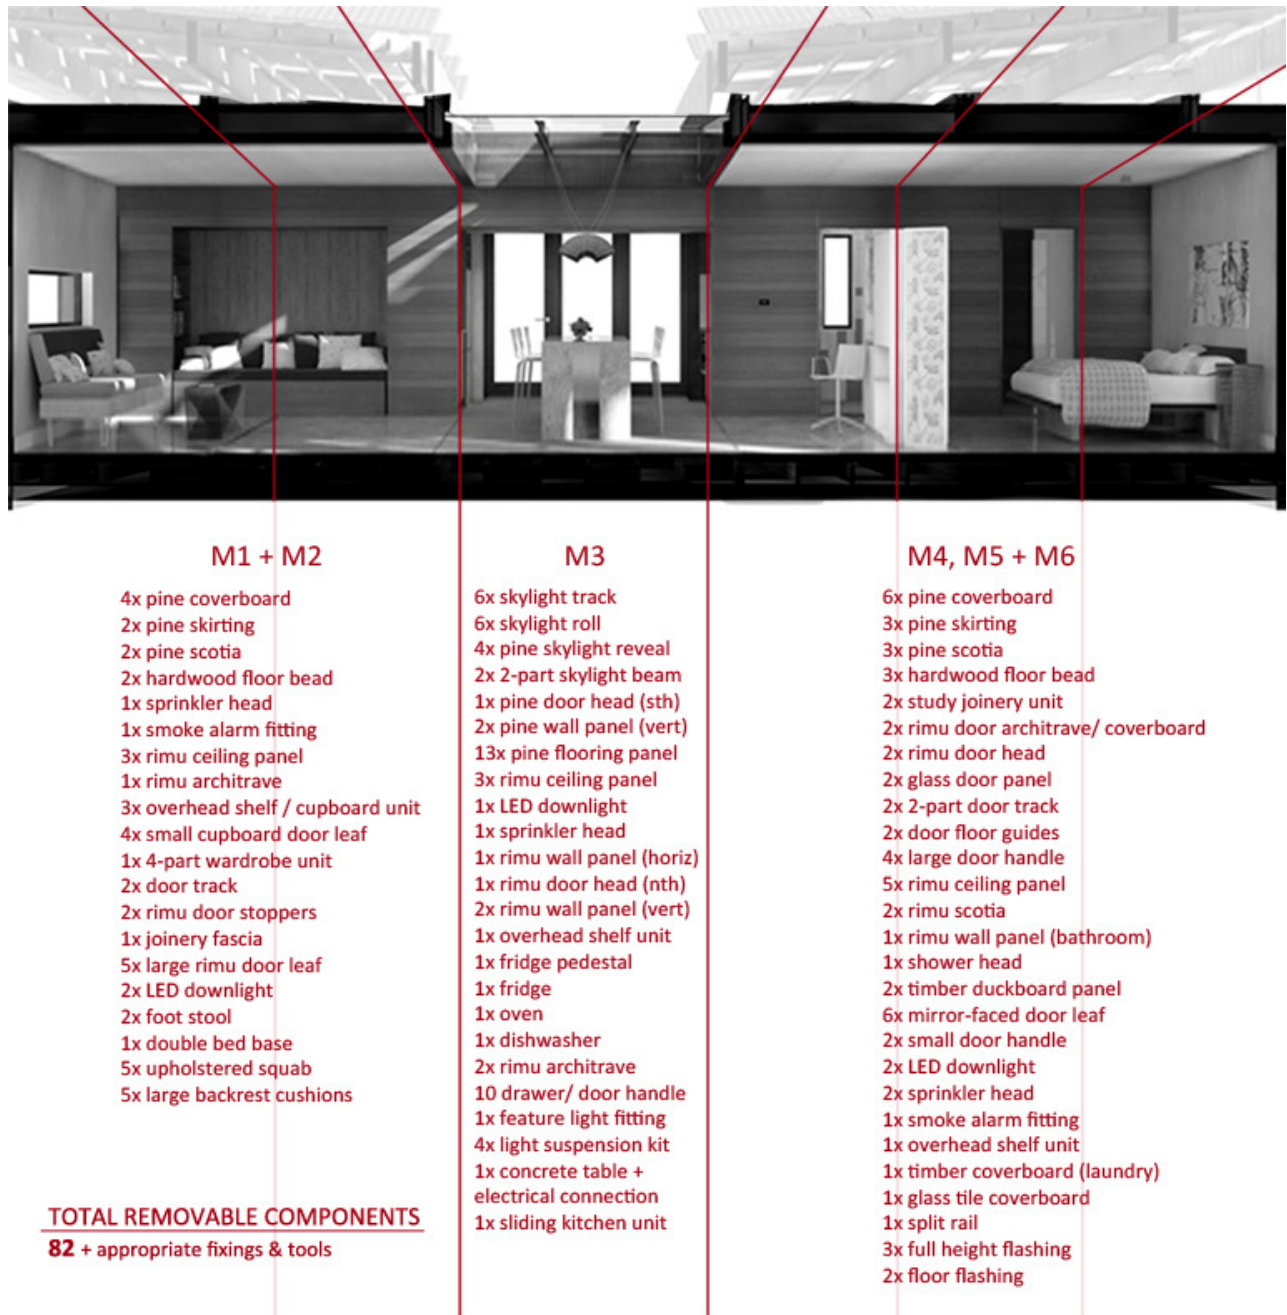 M1 + M2
4x pine coverboard
2x pine skirting
2x pine scotia
2x hardwood floor bead
1x sprinkler head
1x smoke alarm fitting
3x rimu ceiling panel
1x rimu architrave
3x overhead shelf / cupboard unit
4x small cupboard door leaf
1x 4-part wardrobe unit
2x door track
2x rimu door stoppers
1x joinery fascia
5x large rimu door leaf
2x LED downlight
2x foot stool
1x double bed base
5x upholstered squab
5x large backrest cushions
TOTAL REMOVABLE COMPONENTS
82 + appropriate fixings & tools
M3
6x skylight track
6x skylight roll
4x pine skylight reveal
2x 2-part skylight beam
1x pine door head (sth)
2x pine wall panel (vert)
13x pine flooring panel
3x rimu ceiling panel
1x LED downlight
1x sprinkler head
1x rimu wall panel (horiz)
1x rimu door head (nth)
2x rimu wall panel (vert)
1x overhead shelf unit
1x fridge pedestal
1x fridge
1x oven
1x dishwasher
2x rimu architrave
10 drawer/ door handle
1x feature light fitting
4x light suspension kit
1x concrete table +
electrical connection
1x sliding kitchen unit
M4, M5 + M6
6x pine coverboard
3x pine skirting
3x pine scotia
3x hardwood floor bead
2x study joinery unit
2x rimu door architrave/ coverboard
2x rimu door head
2x glass door panel
2x 2-part door track
2x door floor guides
4x large door handle
5x rimu ceiling panel
2x rimu scotia
1x rimu wall panel (bathroom)
1x shower head
2x timber duckboard panel
6x mirror-faced door leaf
2x small door handle
2x LED downlight
2x sprinkler head
1x smoke alarm fitting
1x overhead shelf unit
1x timber coverboard (laundry)
1x glass tile coverboard
1x split rail
3x full height flashing
2x floor flashing